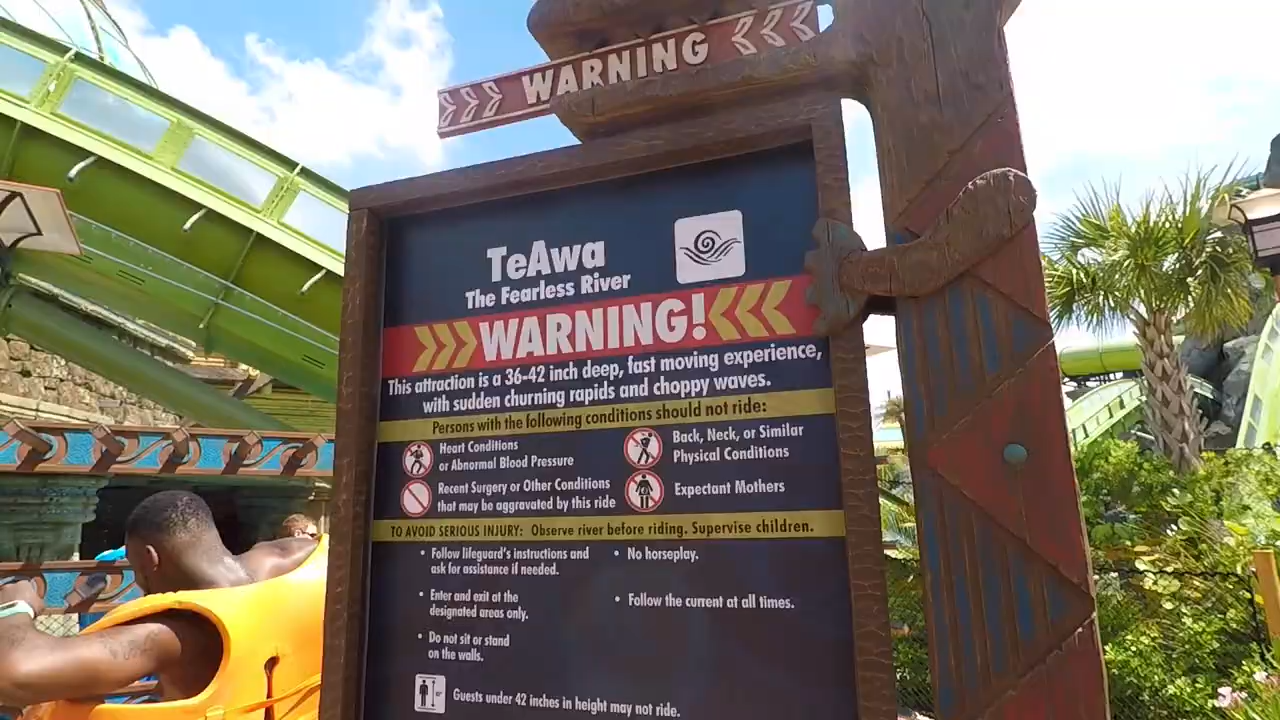 WARNING
TeAwa
The Fearless River
WARNING!
This attraction is a 36-42 inch deep, fast moving experience,
with sudden churning rapids and choppy waves.
Persons with the following conditions should not ride:
Heart Conditions
or Abnormal Blood Pressure
Back, Neck, or Similar
Physical Conditions
Recent Surgery or Other Conditions
that may be aggravated by this ride
Expectant Mothers
TO AVOID SERIOUS INJURY: Observe river before riding. Supervise children.
• Follow lifeguard's instructions and
ask for assistance if needed.
• Enter and exit at the
designated areas only.
• Do not sit or stand
on the walls.
• No horseplay.
• Follow the current at all times.
Guests under 42 inches in height may not ride.